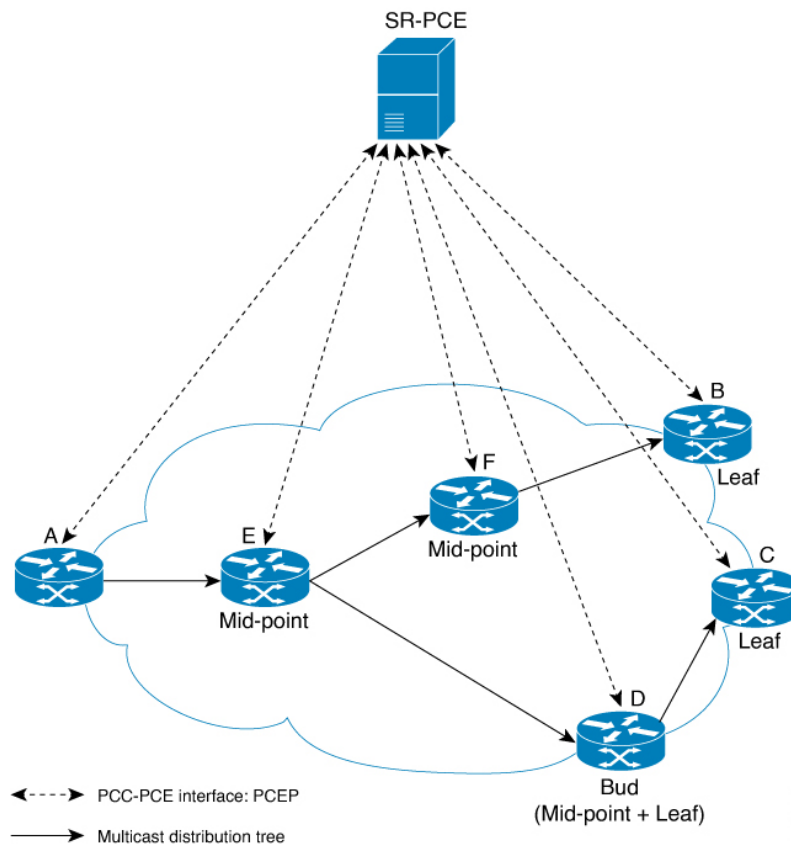 SR-PCE
B
Leaf
F
Mid-point
A
E
Mid-point
C
Leaf
D
Bud
(Mid-point + Leaf)
PCC-PCE interface: PCEP
Multicast distribution tree